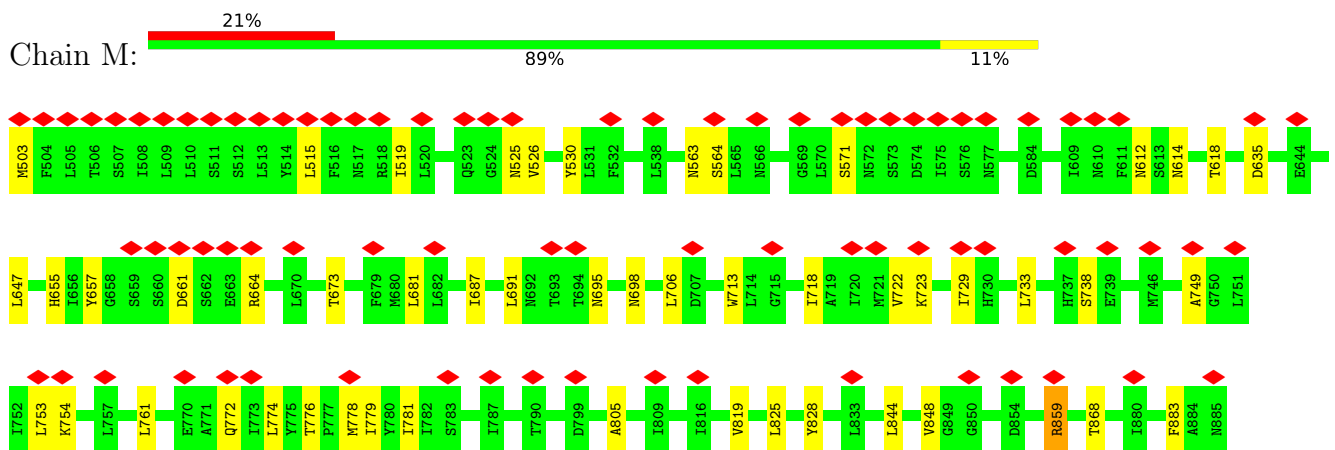 21%
Chain M:
89% 11%
M503 F504 L505 T506 S507 I508 L509 L510 S511 S512 L513 Y514 L515 F516 N517 R518 I519 L520 Q523 G524 N525 V526 Y530 L531 F532 L538 N563 S564 L565 N566 G569 L570 S571 N572 S573 D574 I575 S576 N577 D584 I609 N610 F611 N612 S613 N614 T618 D635 E644
L647 H655 I656 Y657 G658 S659 S660 D661 S662 E663 R664 L670 T673 F679 M680 L681 L682 I687 L691 N692 T693 T694 N695 N698 L706 D707 W713 L714 G715 I718 A719 I720 M721 V722 K723 I729 H730 L733 H737 S738 E739 M746 A749 G750 L751
I752 L753 K754 L757 L761 E770 A771 Q772 I773 L774 Y775 T776 P777 M778 I779 Y780 I781 I782 S783 I787 T790 D799 A805 I809 I816 V819 L825 Y828 L833 L844 V848 G849 G850 D854 R859 T868 I880 F883 A884 N885